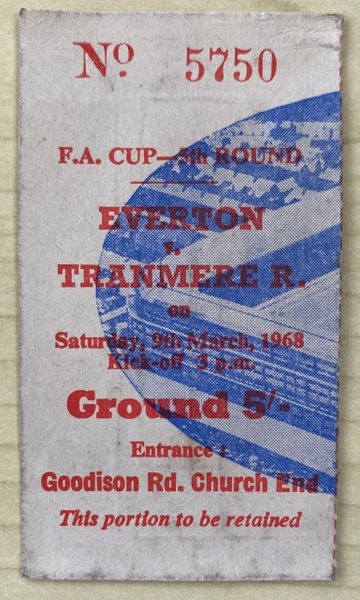 Nº 5750
F.A. CUP—5th ROUND
EVERTON
v.
TRANMERE R.
on
Saturday, 9th March, 1968
Kick-off 3 p.m.
Ground 5/-
Entrance :
Goodison Rd. Church End
This portion to be retained